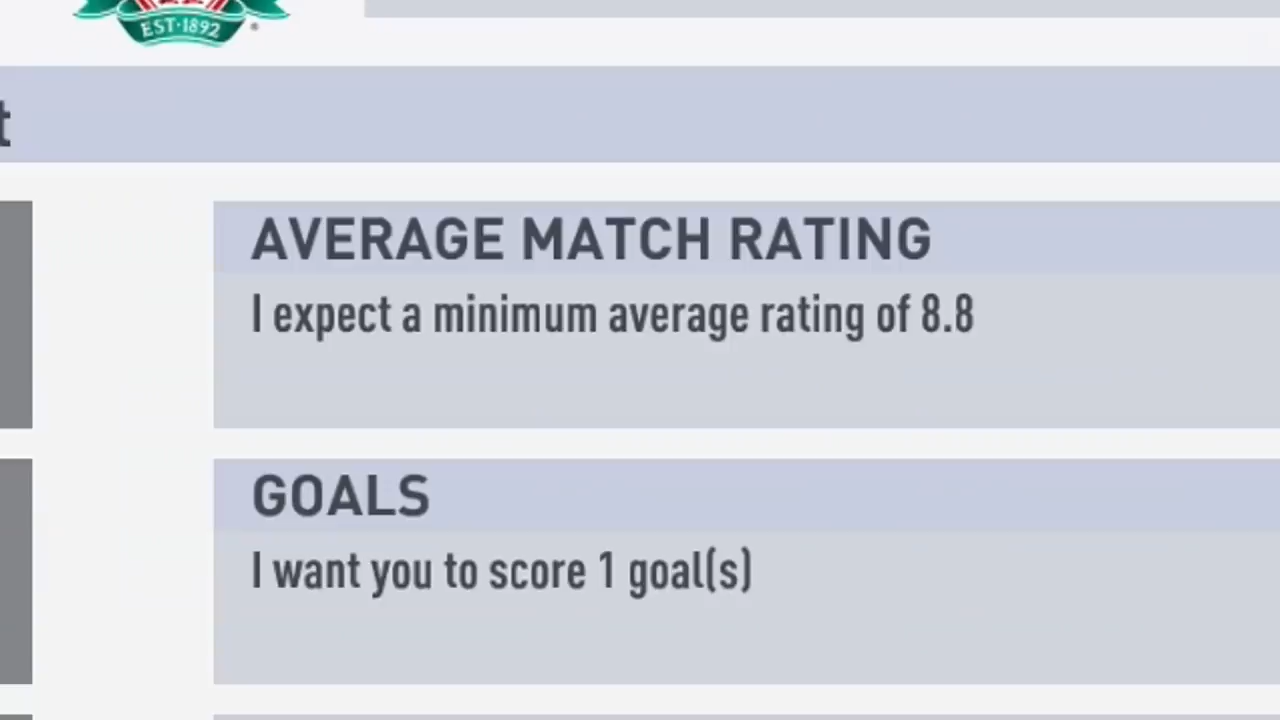 EST·1892
t
AVERAGE MATCH RATING
I expect a minimum average rating of 8.8
GOALS
I want you to score 1 goal(s)